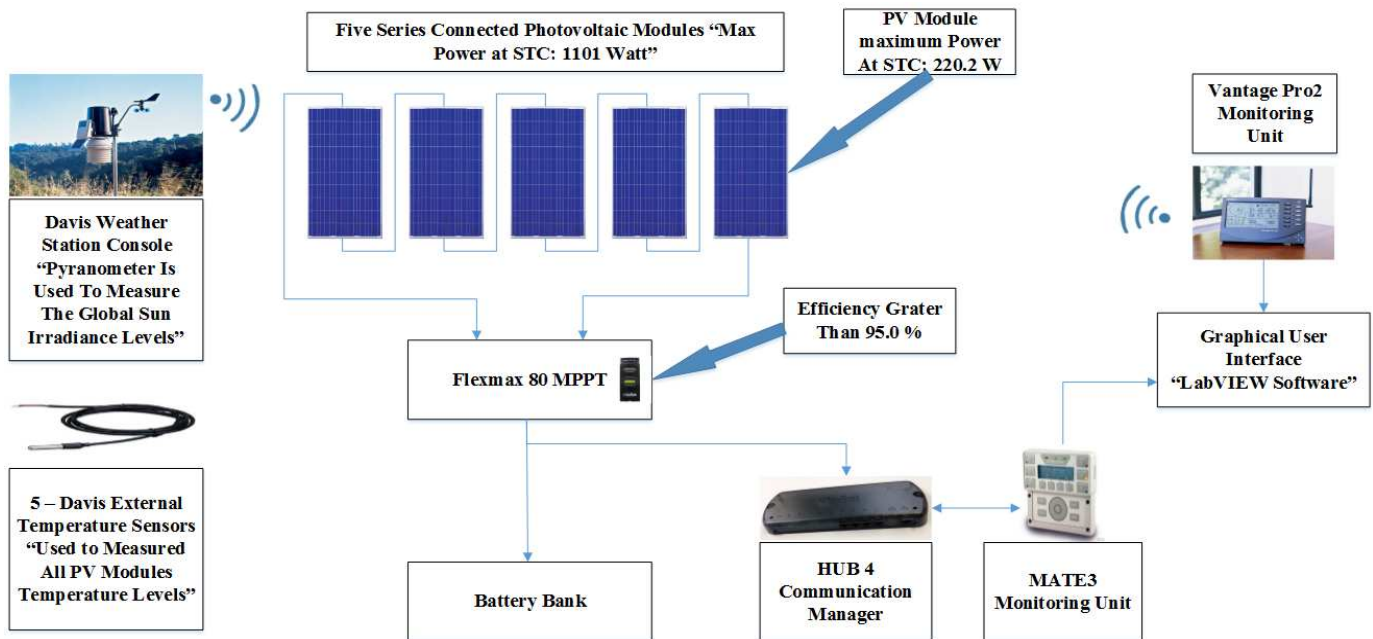 Five Series Connected Photovoltaic Modules “Max
Power at STC: 1101 Watt”
PV Module
maximum Power
At STC: 220.2 W
Vantage Pro2
Monitoring
Unit
Davis Weather
Station Console
“Pyranometer Is
Used To Measure
The Global Sun
Irradiance Levels”
Efficiency Grater
Than 95.0 %
Graphical User
Interface
“LabVIEW Software”
Flexmax 80 MPPT
5 – Davis External
Temperature Sensors
“Used to Measured
All PV Modules
Temperature Levels”
Battery Bank
HUB 4
Communication
Manager
MATE3
Monitoring Unit